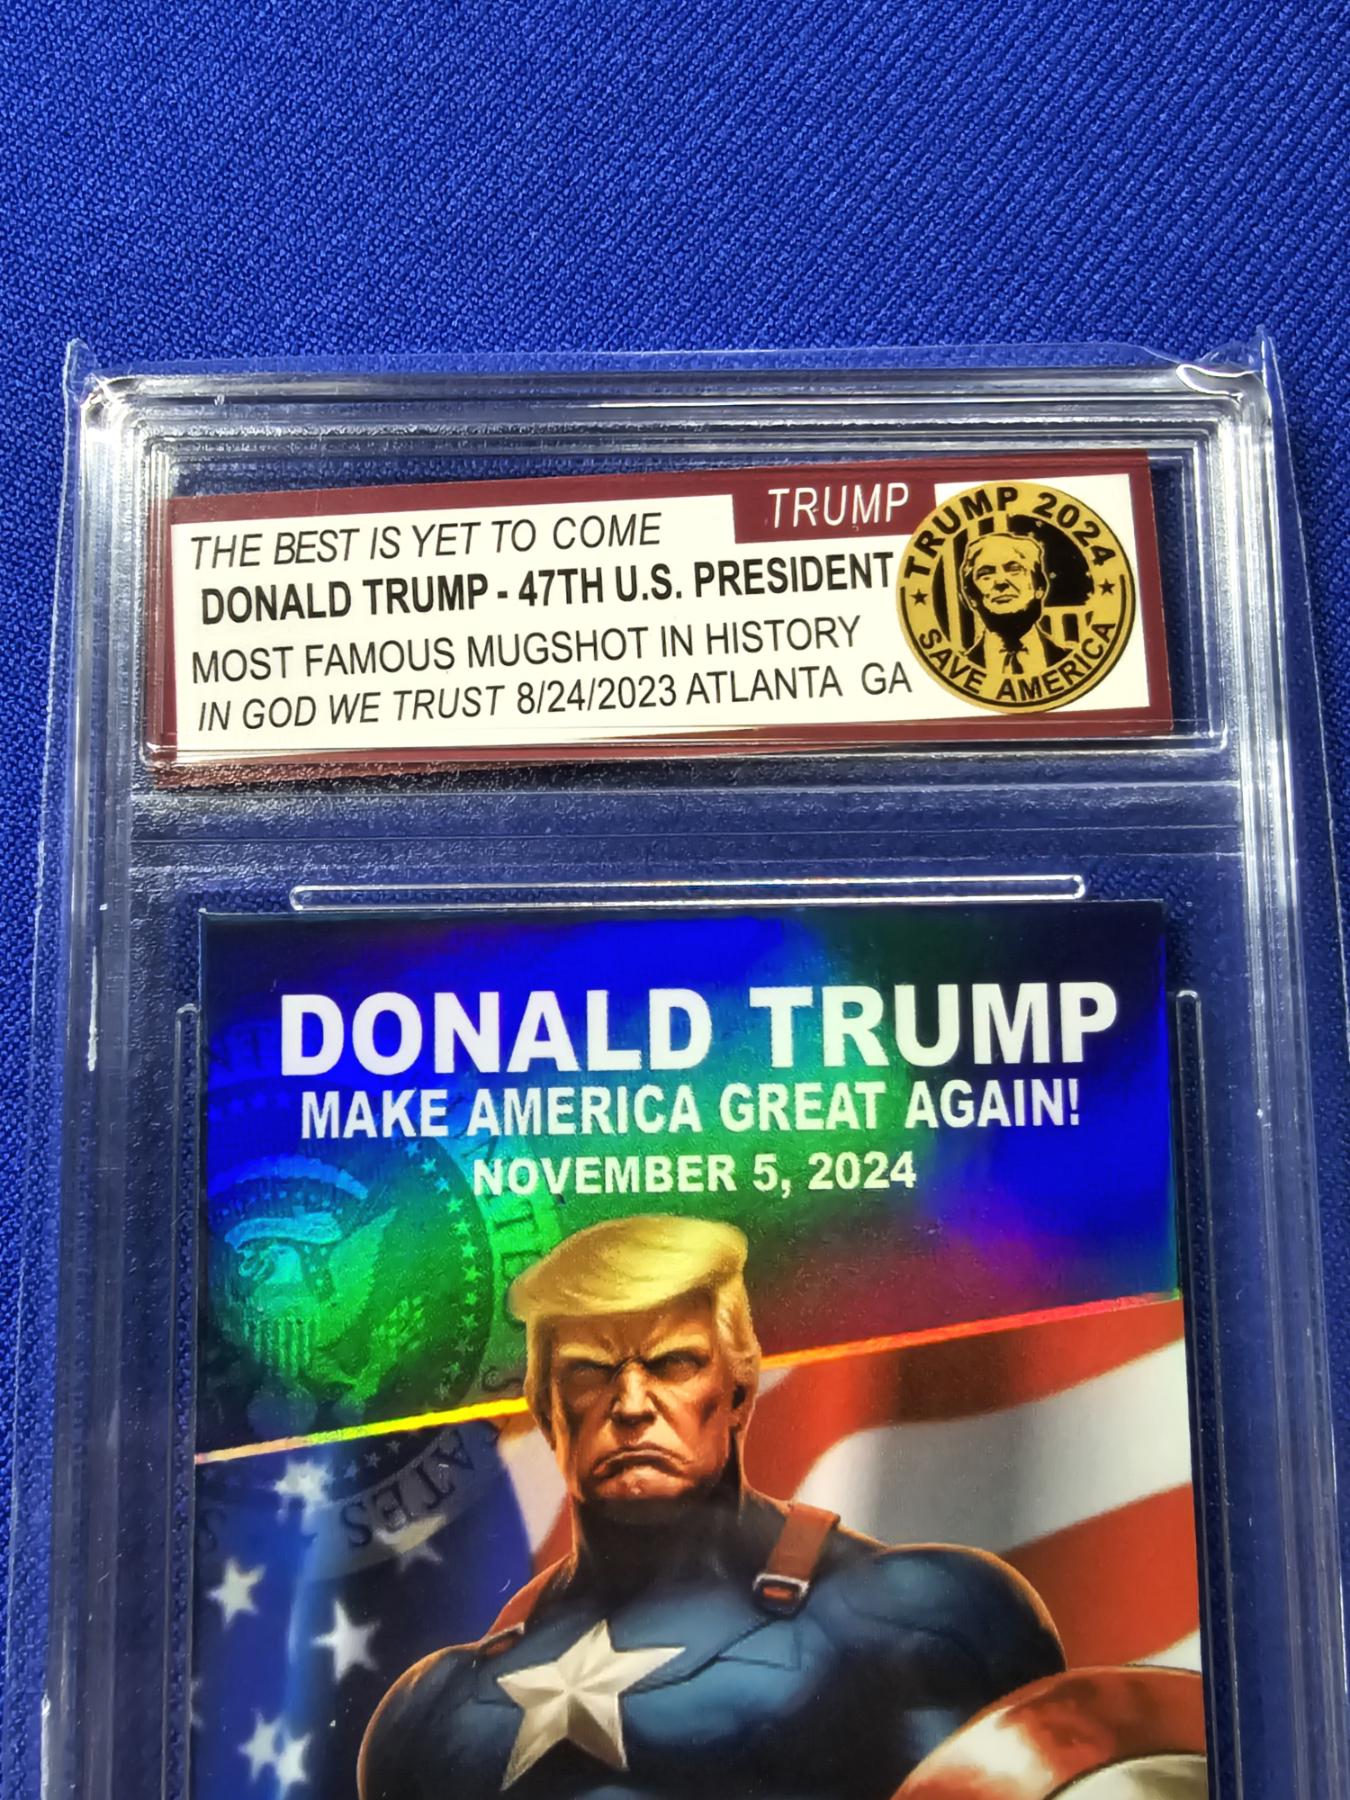 TRUMP
THE BEST IS YET TO COME
DONALD TRUMP - 47TH U.S. PRESIDENT
MOST FAMOUS MUGSHOT IN HISTORY
IN GOD WE TRUST 8/24/2023 ATLANTA GA
TRUMP 2024
SAVE AMERICA
DONALD TRUMP
MAKE AMERICA GREAT AGAIN!
NOVEMBER 5, 2024